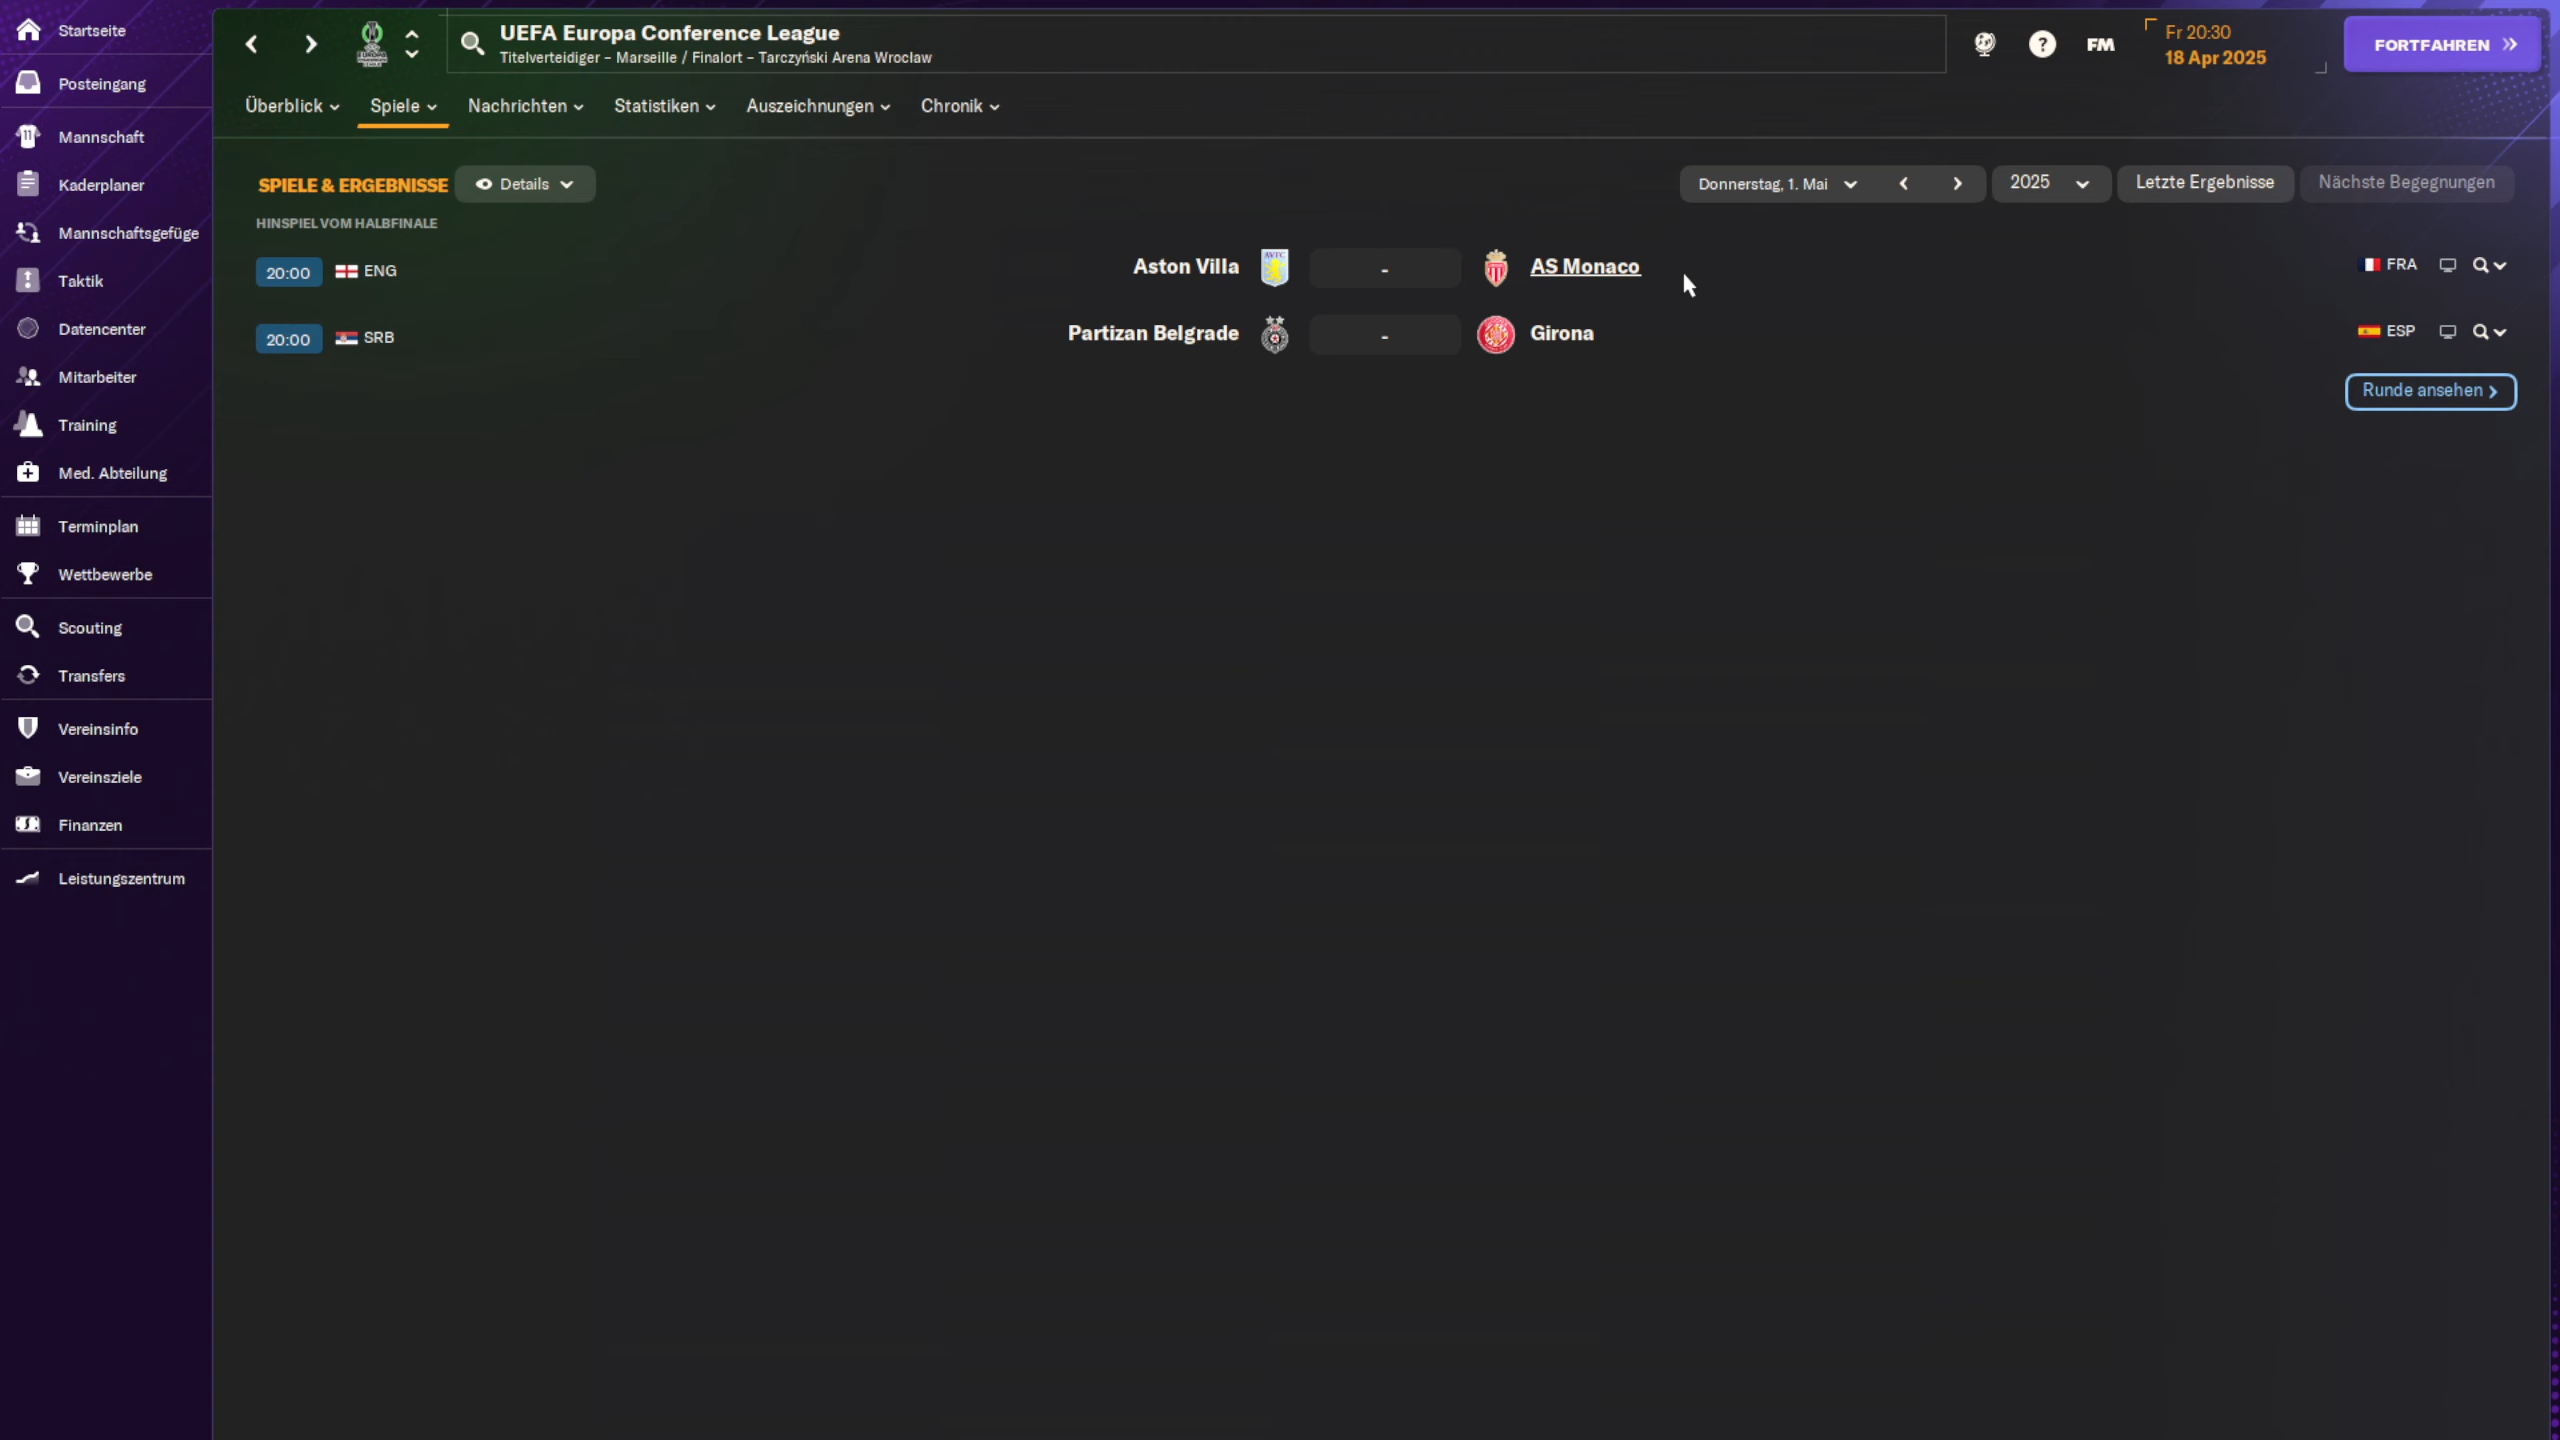 Startseite
Posteingang
Mannschaft
Kaderplaner
Mannschaftsgefüge
Taktik
Datencenter
Mitarbeiter
Training
Med. Abteilung
Terminplan
Wettbewerbe
Scouting
Transfers
Vereinsinfo
Vereinsziele
Finanzen
Leistungszentrum
UEFA Europa Conference League
Titelverteidiger – Marseille / Finalort – Tarczyński Arena Wrocław
FM
Fr 20:30
18 Apr 2025
FORTFAHREN
Überblick Spiele Nachrichten Statistiken Auszeichnungen Chronik
SPIELE & ERGEBNISSE Details Donnerstag, 1. Mai 2025 Letzte Ergebnisse Nächste Begegnungen
HINSPIEL VOM HALBFINALE
20:00 ENG Aston Villa - AS Monaco FRA
20:00 SRB Partizan Belgrade - Girona ESP
Runde ansehen